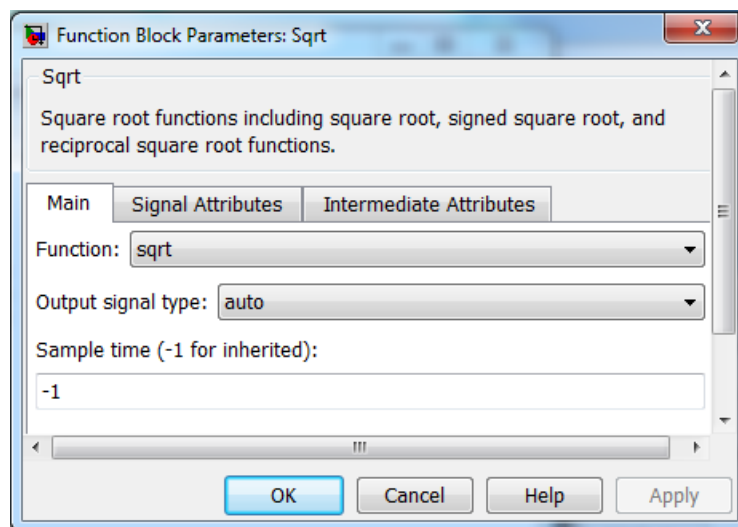 Function Block Parameters: Sqrt
Sqrt
Square root functions including square root, signed square root, and
reciprocal square root functions.
Main Signal Attributes Intermediate Attributes
Function: sqrt
Output signal type: auto
Sample time (-1 for inherited):
-1
OK Cancel Help Apply